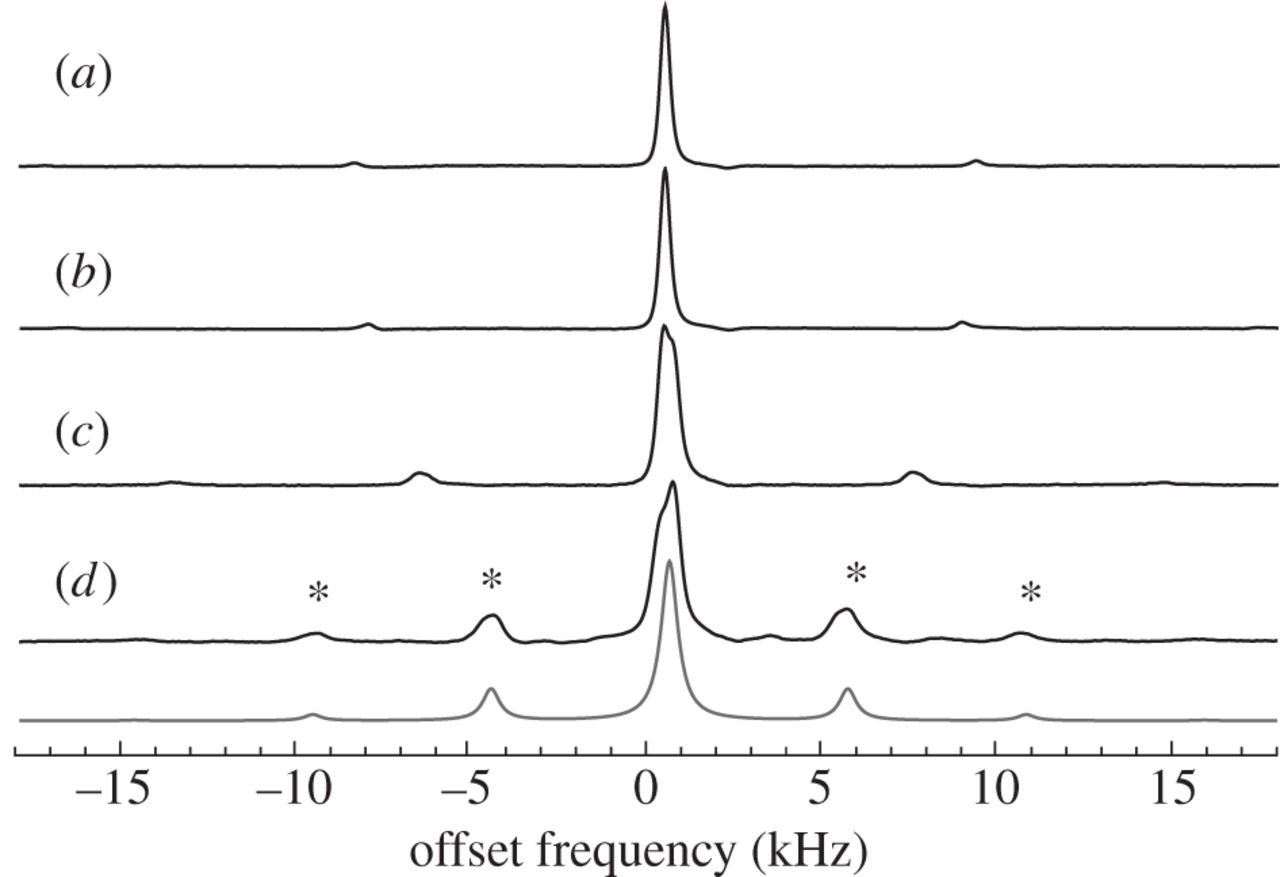 (a)
(b)
(c)
(d) * * * *
–15 –10 –5 0 5 10 15
offset frequency (kHz)